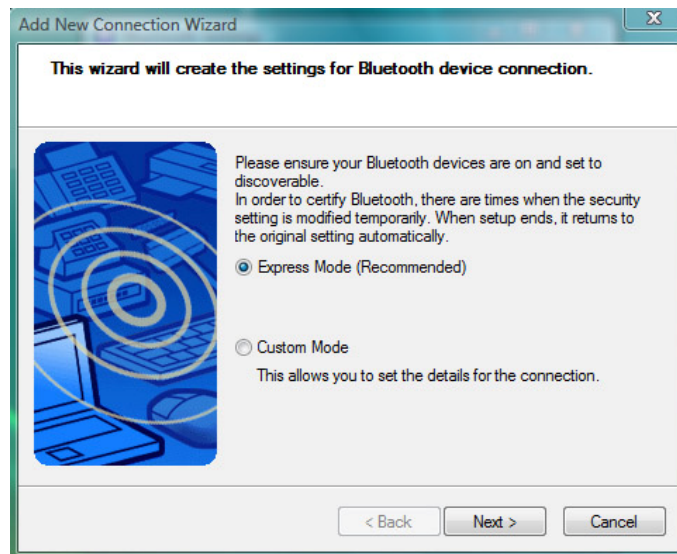 Add New Connection Wizard
This wizard will create the settings for Bluetooth device connection.
Please ensure your Bluetooth devices are on and set to
discoverable.
In order to certify Bluetooth, there are times when the security
setting is modified temporarily. When setup ends, it returns to
the original setting automatically.
Express Mode (Recommended)
Custom Mode
This allows you to set the details for the connection.
< Back Next > Cancel